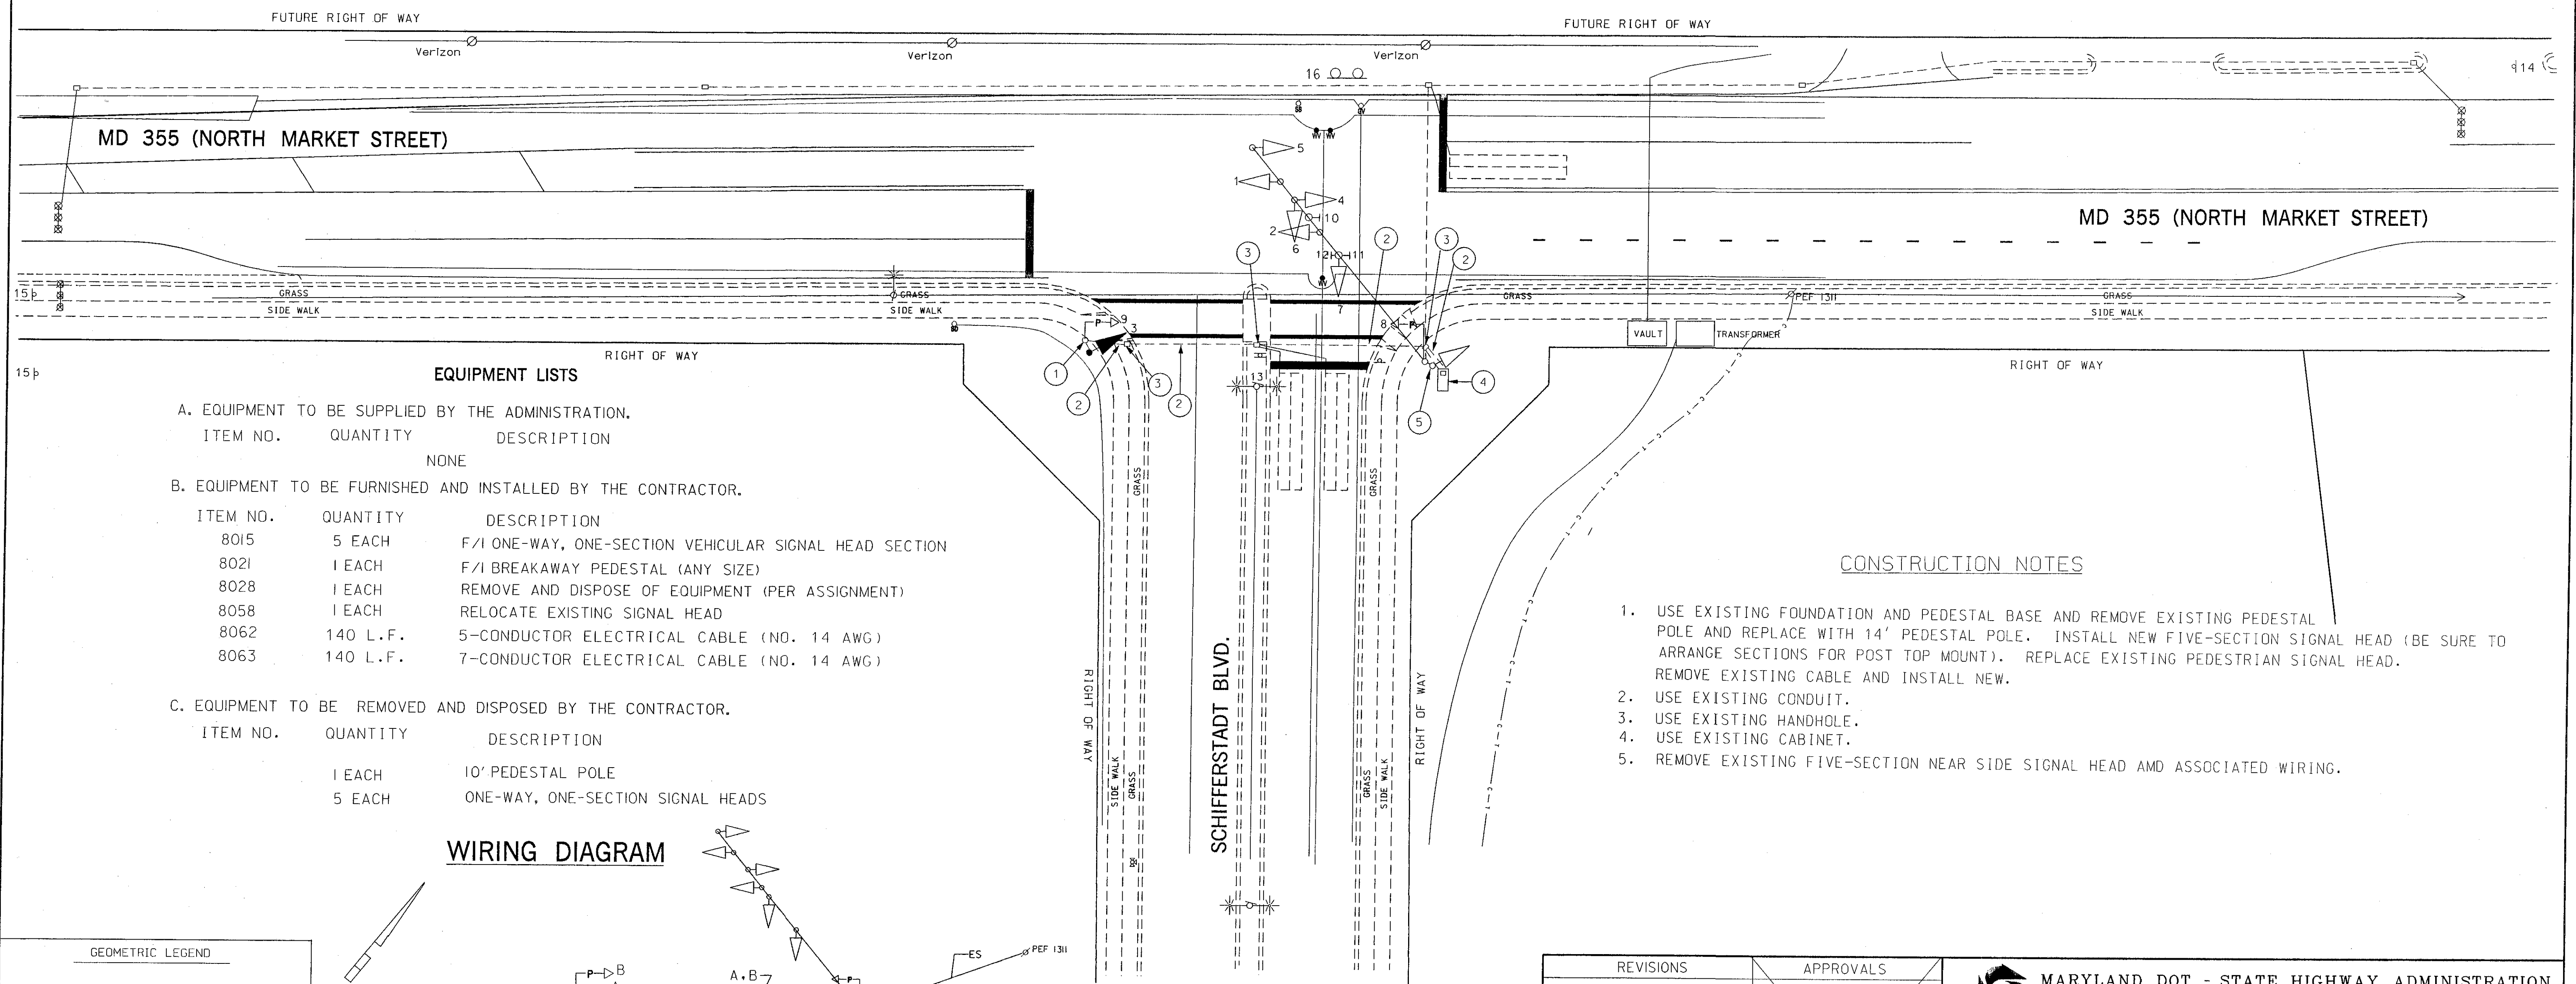 FUTURE RIGHT OF WAY
FUTURE RIGHT OF WAY
Verizon
Verizon
Verizon
16
14
SB
GV
WV WV
MD 355 (NORTH MARKET STREET)
MD 355 (NORTH MARKET STREET)
5
1
4
10
2
6
12
11
3
2
3
2
WV
7
15
GRASS
SIDE WALK
GRASS
SIDE WALK
GRASS
PEF 1311
GRASS
SIDE WALK
SD
P
9
3
8
P
VAULT
TRANSFORMER
RIGHT OF WAY
RIGHT OF WAY
1
2
3
2
13
4
5
15
EQUIPMENT LISTS
A. EQUIPMENT TO BE SUPPLIED BY THE ADMINISTRATION.
ITEM NO. QUANTITY DESCRIPTION
NONE
B. EQUIPMENT TO BE FURNISHED AND INSTALLED BY THE CONTRACTOR.
ITEM NO. QUANTITY DESCRIPTION
8015 5 EACH F/I ONE-WAY, ONE-SECTION VEHICULAR SIGNAL HEAD SECTION
8021 1 EACH F/I BREAKAWAY PEDESTAL (ANY SIZE)
8028 1 EACH REMOVE AND DISPOSE OF EQUIPMENT (PER ASSIGNMENT)
8058 1 EACH RELOCATE EXISTING SIGNAL HEAD
8062 140 L.F. 5-CONDUCTOR ELECTRICAL CABLE (NO. 14 AWG)
8063 140 L.F. 7-CONDUCTOR ELECTRICAL CABLE (NO. 14 AWG)
C. EQUIPMENT TO BE REMOVED AND DISPOSED BY THE CONTRACTOR.
ITEM NO. QUANTITY DESCRIPTION
1 EACH 10' PEDESTAL POLE
5 EACH ONE-WAY, ONE-SECTION SIGNAL HEADS
GRASS
GRASS
RIGHT OF WAY
SIDE WALK
GRASS
SCHIFFERSTADT BLVD.
GRASS
SIDE WALK
RIGHT OF WAY
CONSTRUCTION NOTES
1. USE EXISTING FOUNDATION AND PEDESTAL BASE AND REMOVE EXISTING PEDESTAL
POLE AND REPLACE WITH 14' PEDESTAL POLE. INSTALL NEW FIVE-SECTION SIGNAL HEAD (BE SURE TO
ARRANGE SECTIONS FOR POST TOP MOUNT). REPLACE EXISTING PEDESTRIAN SIGNAL HEAD.
REMOVE EXISTING CABLE AND INSTALL NEW.
2. USE EXISTING CONDUIT.
3. USE EXISTING HANDHOLE.
4. USE EXISTING CABINET.
5. REMOVE EXISTING FIVE-SECTION NEAR SIDE SIGNAL HEAD AMD ASSOCIATED WIRING.
WIRING DIAGRAM
GEOMETRIC LEGEND
P B
A,B
P
ES
PEF 1311
REVISIONS
APPROVALS
MARYLAND DOT - STATE HIGHWAY ADMINISTRATION